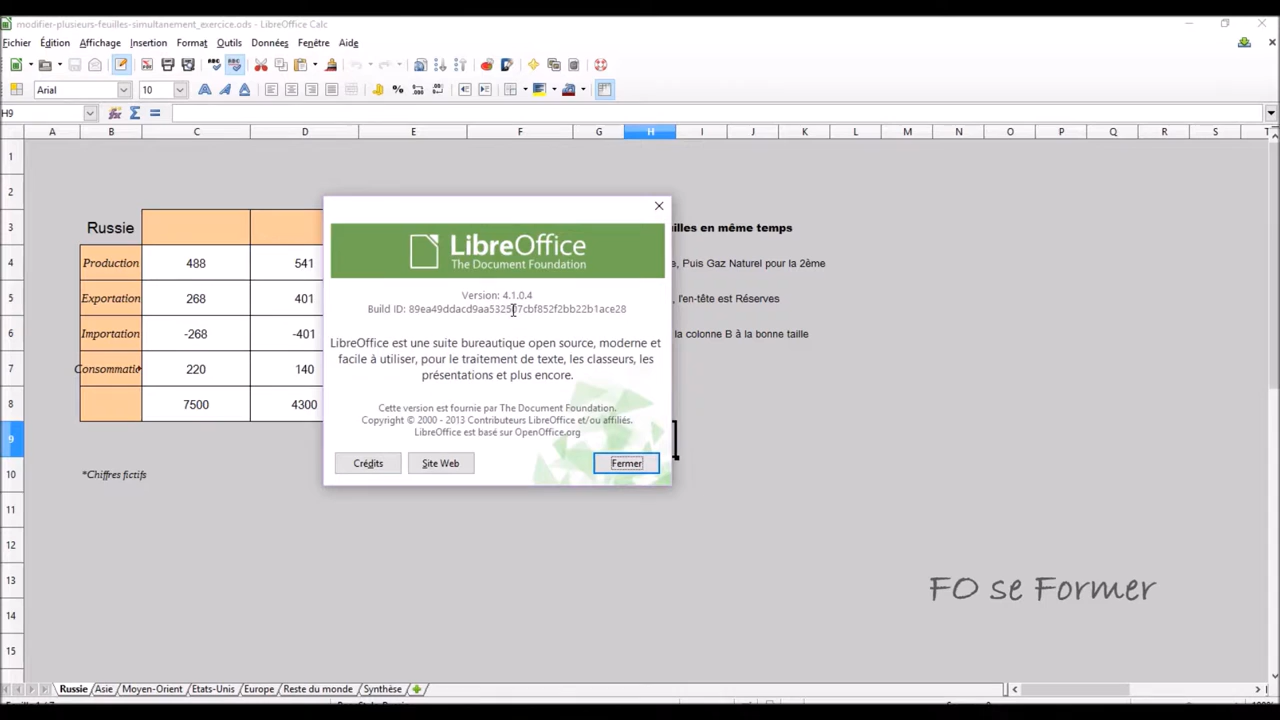 modifier-plusieurs-feuilles-simultanement_exercice.ods - LibreOffice Calc
Fichier Édition Affichage Insertion Format Outils Données Fenêtre Aide
Arial 10
H9
A B C D E F G H I J K L M N O P Q R S T
1
2
3 Russie feuilles en même temps
4 Production 488 541 Puis Gaz Naturel pour la 2ème
5 Exportation 268 401 l'en-tête est Réserves
6 Importation -268 -401 la colonne B à la bonne taille
7 Consommatio 220 140
8 7500 4300
9
10 *Chiffres fictifs
11
12
13
14
15
LibreOffice
The Document Foundation
Version: 4.1.0.4
LibreOffice est une suite bureautique open source, moderne et
facile à utiliser, pour le traitement de texte, les classeurs, les
présentations et plus encore.
Cette version est fournie par The Document Foundation.
Copyright © 2000 - 2013 Contributeurs LibreOffice et/ou affiliés.
LibreOffice est basé sur OpenOffice.org
Crédits Site Web Fermer
FO se Former
Russie Asie Moyen-Orient Etats-Unis Europe Reste du monde Synthèse